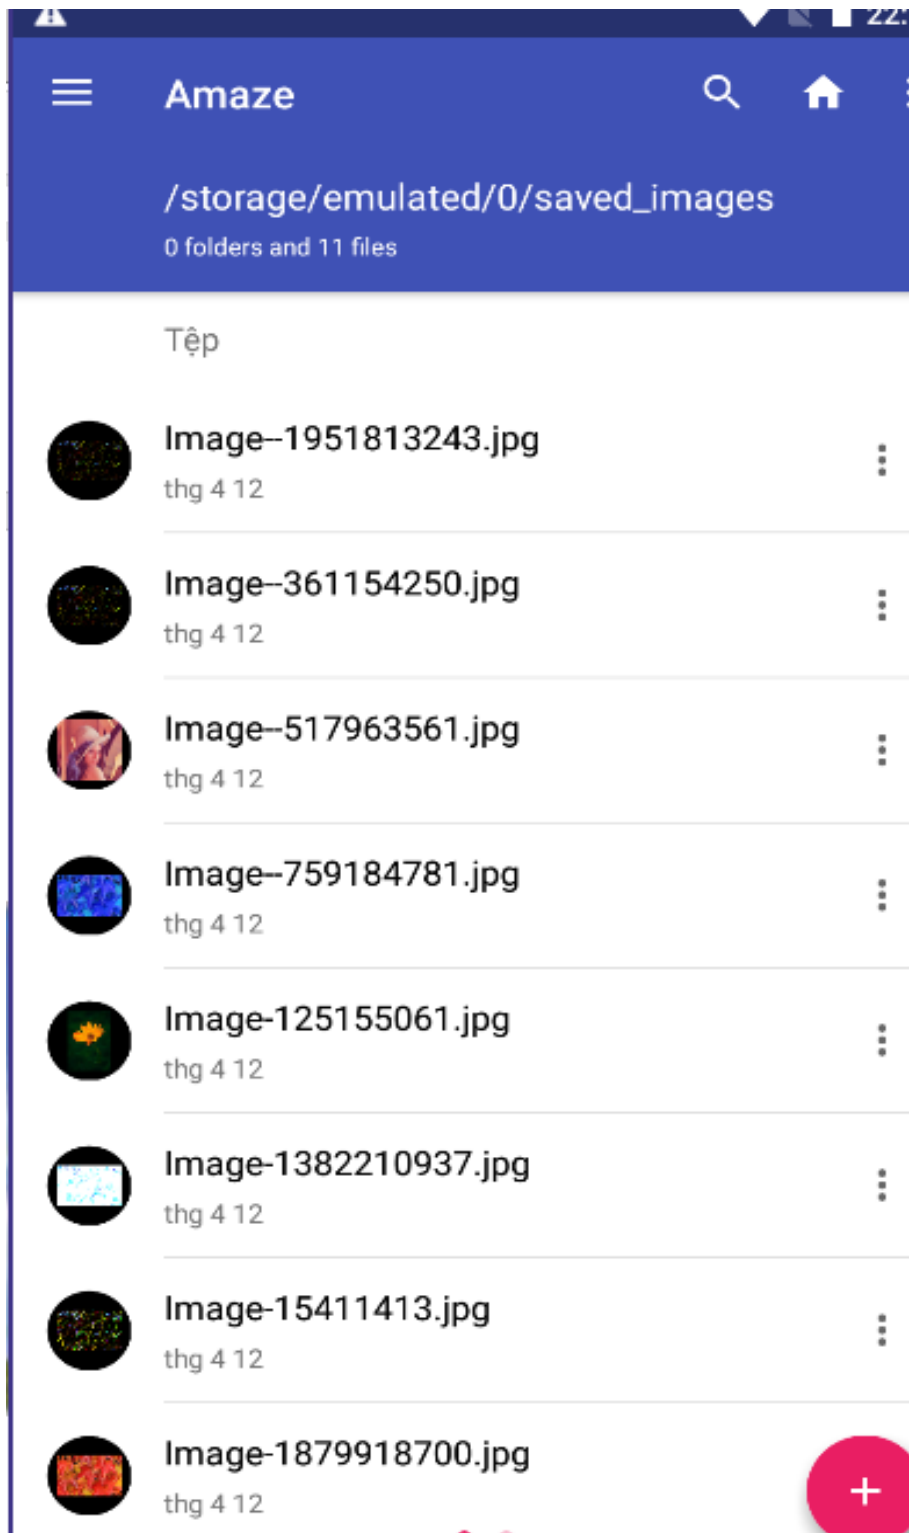 22:
Amaze
/storage/emulated/0/saved_images
0 folders and 11 files
Tệp
Image--1951813243.jpg
thg 4 12
Image--361154250.jpg
thg 4 12
Image--517963561.jpg
thg 4 12
Image--759184781.jpg
thg 4 12
Image-125155061.jpg
thg 4 12
Image-1382210937.jpg
thg 4 12
Image-15411413.jpg
thg 4 12
Image-1879918700.jpg
thg 4 12